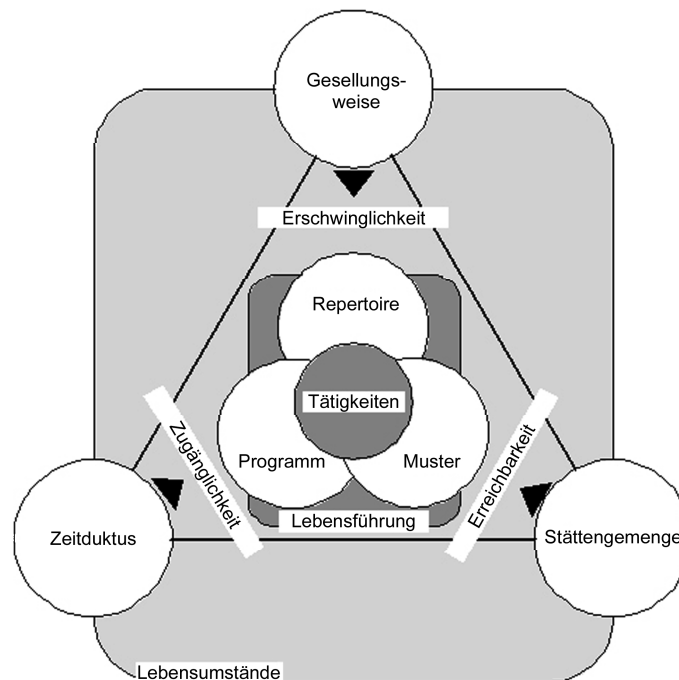 Gesellungs-
weise
Erschwinglichkeit
Repertoire
Tätigkeiten
Zugänglichkeit
Erreichbarkeit
Programm
Muster
Lebensführung
Zeitduktus
Stättengemenge
Lebensumstände